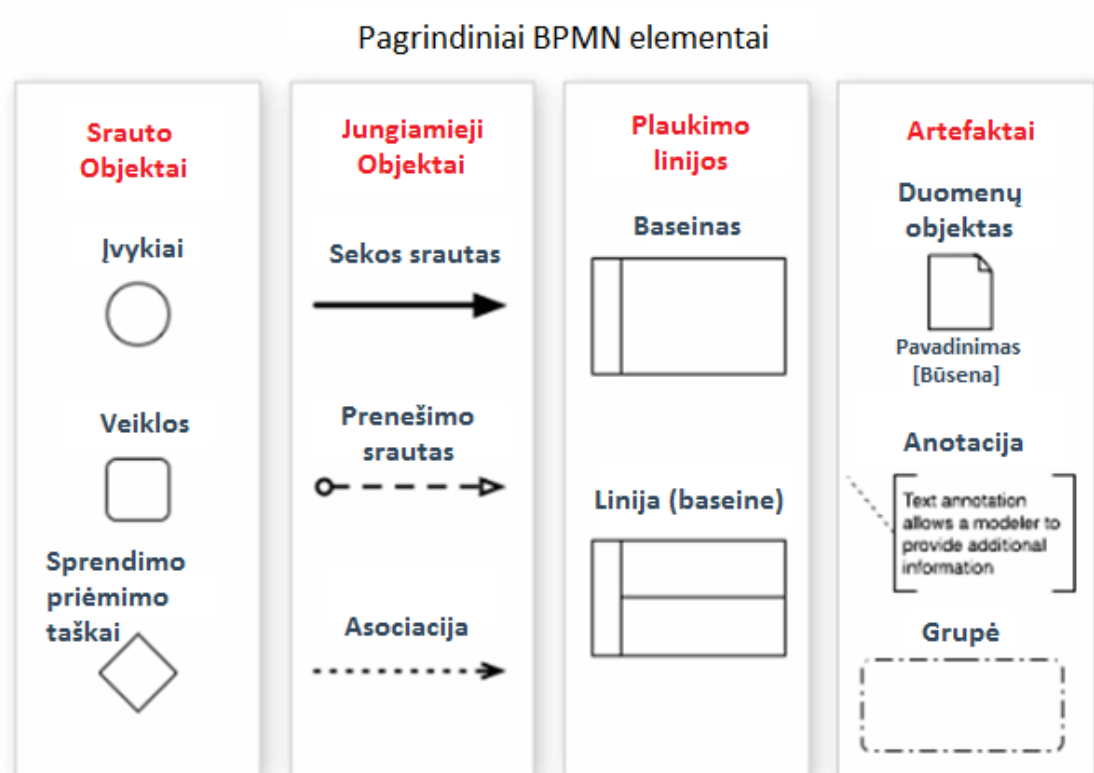 Pagrindiniai BPMN elementai
Srauto
Objektai
Įvykiai
Veiklos
Sprendimo
priėmimo
taškai
Jungiamieji
Objektai
Sekos srautas
Prenešimo
srautas
Asociacija
Plaukimo
linijos
Baseinas
Linija (baseine)
Artefaktai
Duomenų
objektas
Pavadinimas
[Būsena]
Anotacija
Text annotation
allows a modeler to
provide additional
information
Grupė